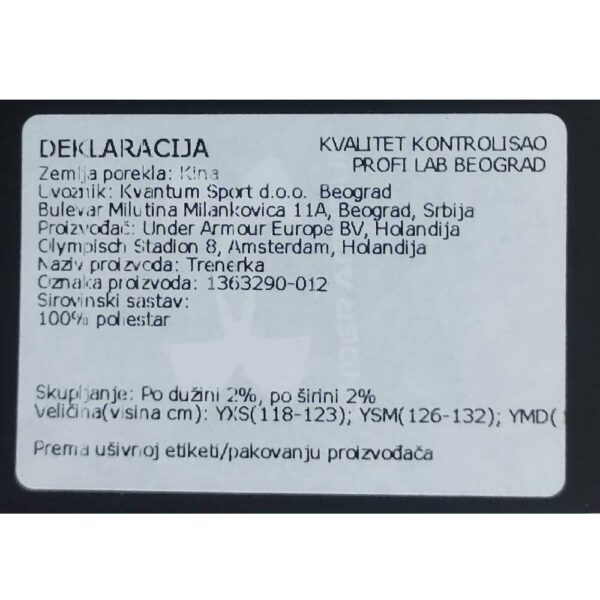 DEKLARACIJA
KVALITET KONTROLISAO
PROFI LAB BEOGRAD
Zemlja porekla: Kina
Uvoznik: Kvantum Sport d.o.o. Beograd
Bulevar Milutina Milankovica 11A, Beograd, Srbija
Proizvođač: Under Armour Europe BV, Holandija
Olympisch Stadion 8, Amsterdam, Holandija
Naziv proizvoda: Trenerka
Oznaka proizvoda: 1363290-012
Sirovinski sastav:
100% poliestar
Skupljanje: Po dužini 2%, po širini 2%
Veličina(visina cm): YXS(118-123); YSM(126-132); YMD(
Prema ušivnoj etiketi/pakovanju proizvođača